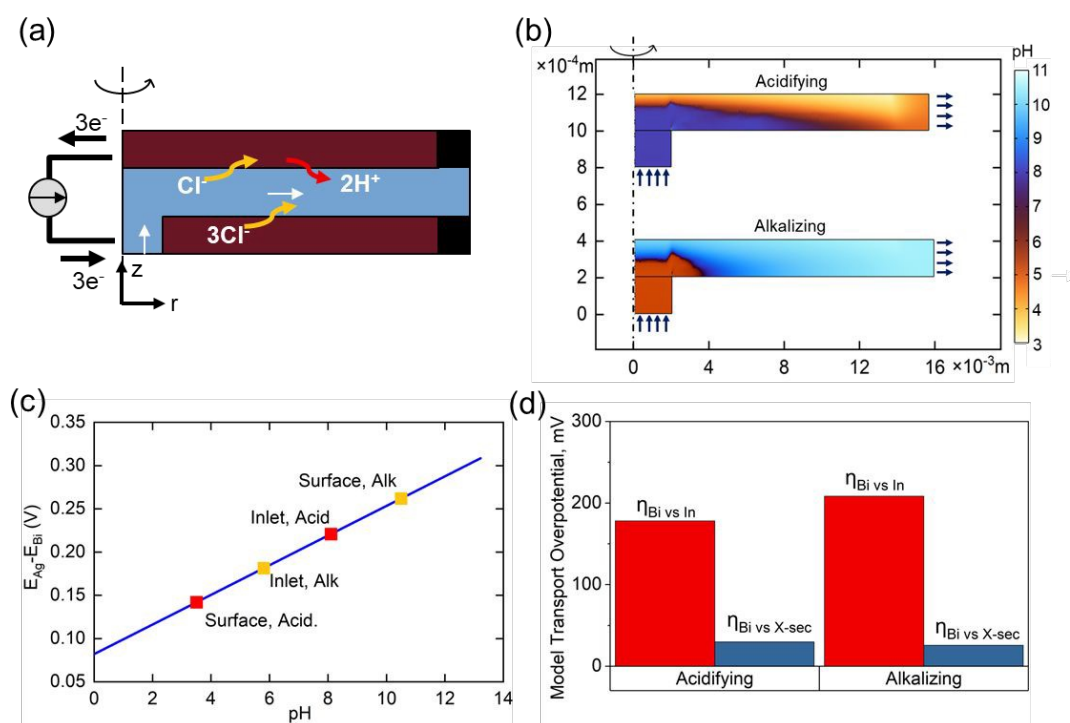 (a)
3e-
Cl-
2H+
3Cl-
3e-
z
r
(b)
pH
×10-4m
Acidifying
Alkalizing
12
10
8
6
4
2
0
0
4
8
12
16
×10-3m
11
10
9
8
7
6
5
4
3
(c)
EAg-EBi (V)
0.35
0.30
0.25
0.20
0.15
0.10
0.05
Surface, Alk
Inlet, Acid
Inlet, Alk
Surface, Acid.
0
2
4
6
8
10
12
14
pH
(d)
Model Transport Overpotential, mV
300
200
100
0
ηBi vs In
ηBi vs X-sec
ηBi vs In
ηBi vs X-sec
Acidifying
Alkalizing